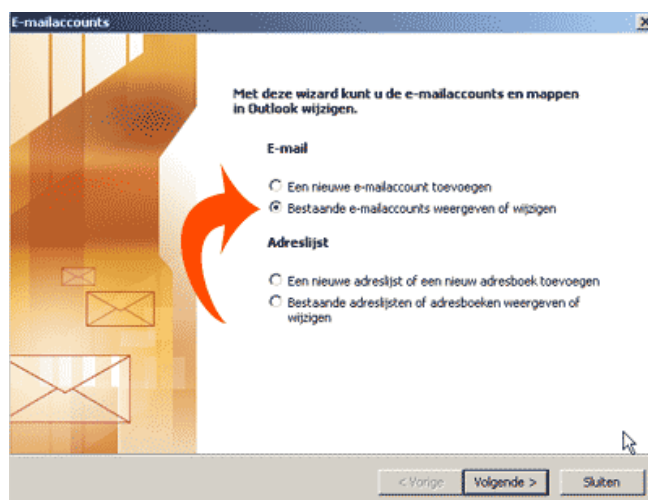 E-mailaccounts
Met deze wizard kunt u de e-mailaccounts en mappen
in Outlook wijzigen.
E-mail
Een nieuwe e-mailaccount toevoegen
Bestaande e-mailaccounts weergeven of wijzigen
Adreslijst
Een nieuwe adreslijst of een nieuw adresboek toevoegen
Bestaande adreslijsten of adresboeken weergeven of
wijzigen
< Vorige
Volgende >
Sluiten